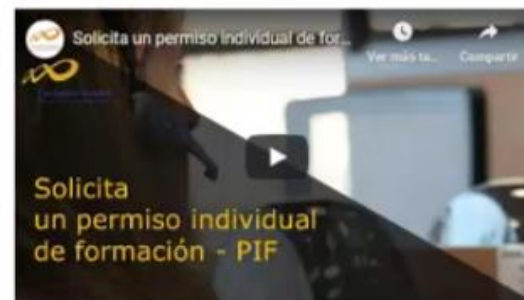 Solicita un permiso individual de for...
Ver más ta...
Compartir
Solicita
un permiso individual
de formación - PIF